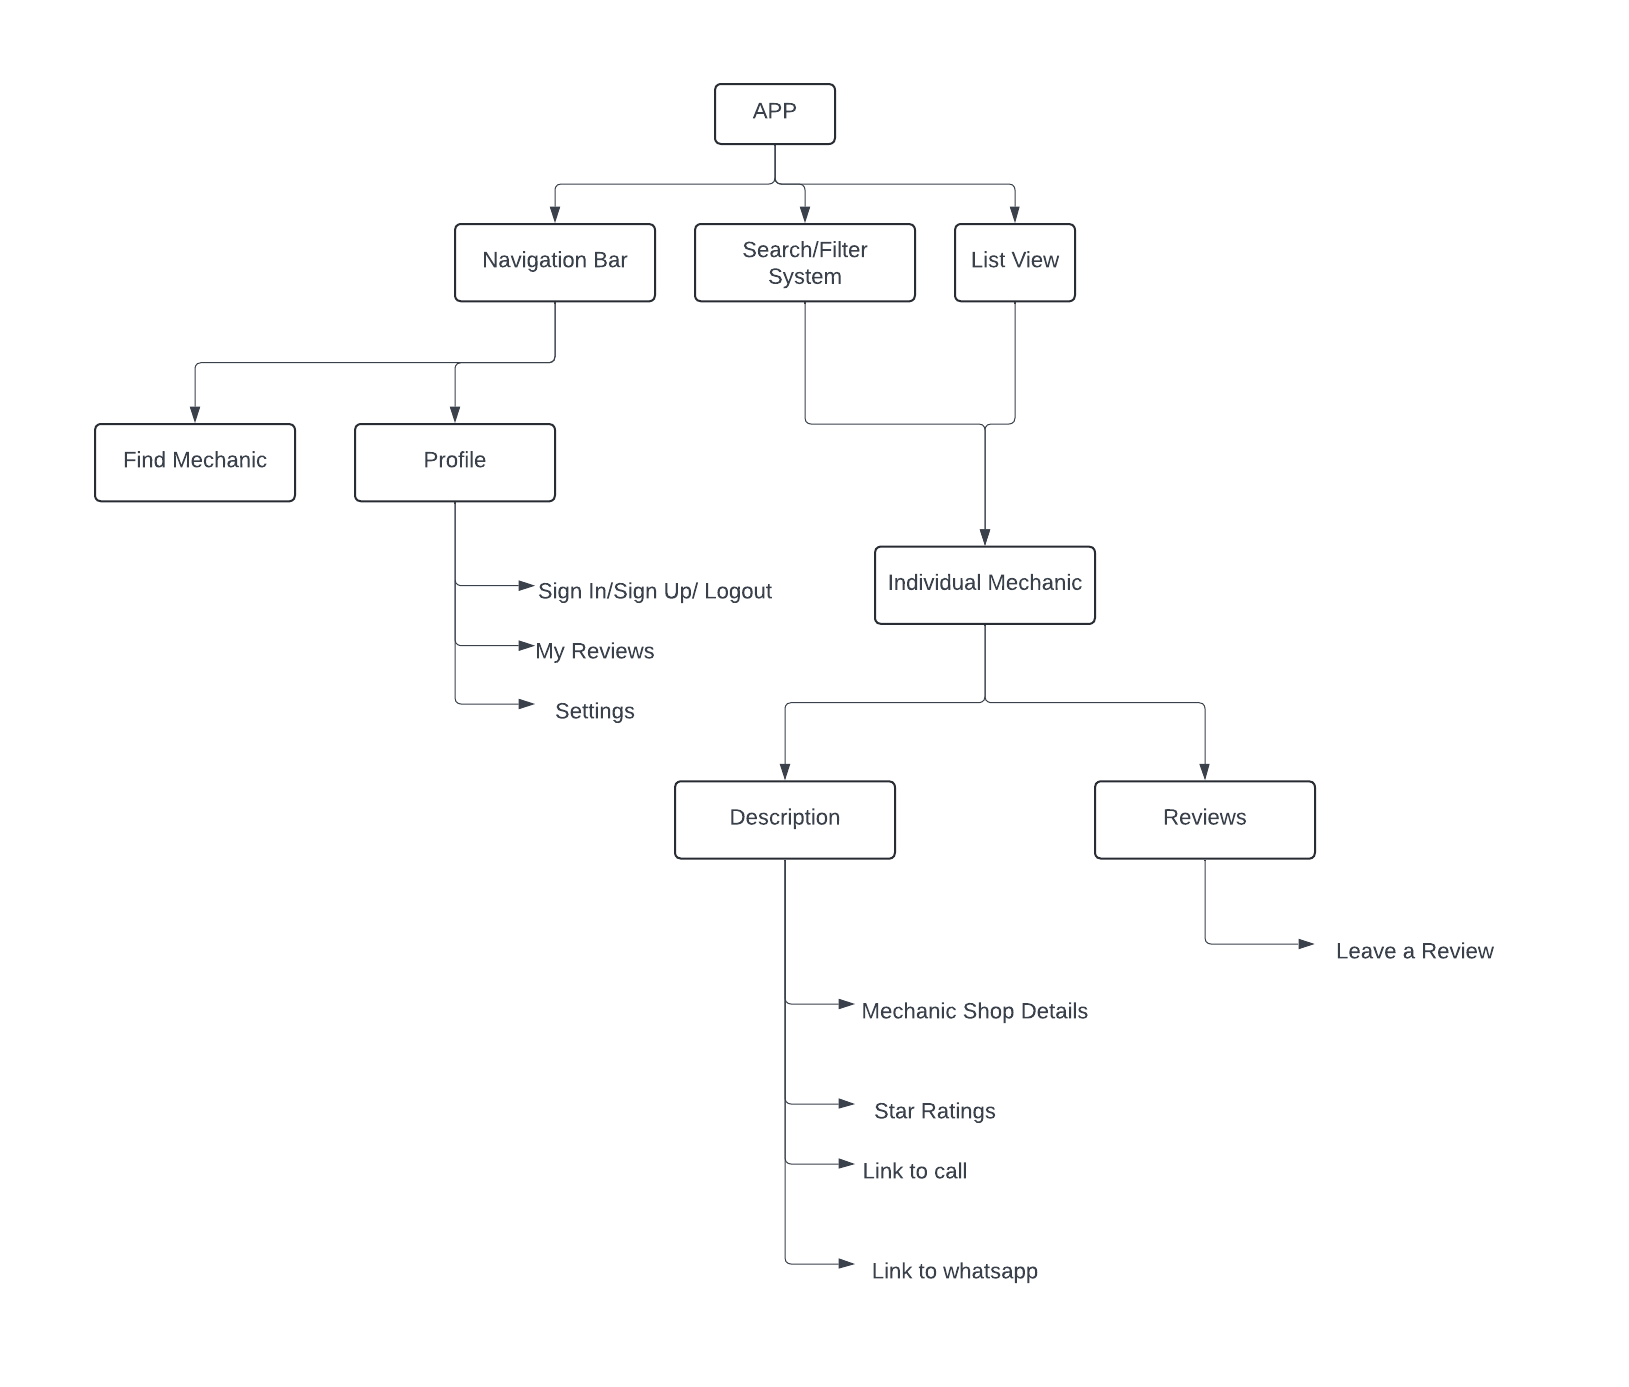 APP
Navigation Bar
Search/Filter
System
List View
Find Mechanic
Profile
Sign In/Sign Up/ Logout
My Reviews
Settings
Individual Mechanic
Description
Reviews
Leave a Review
Mechanic Shop Details
Star Ratings
Link to call
Link to whatsapp